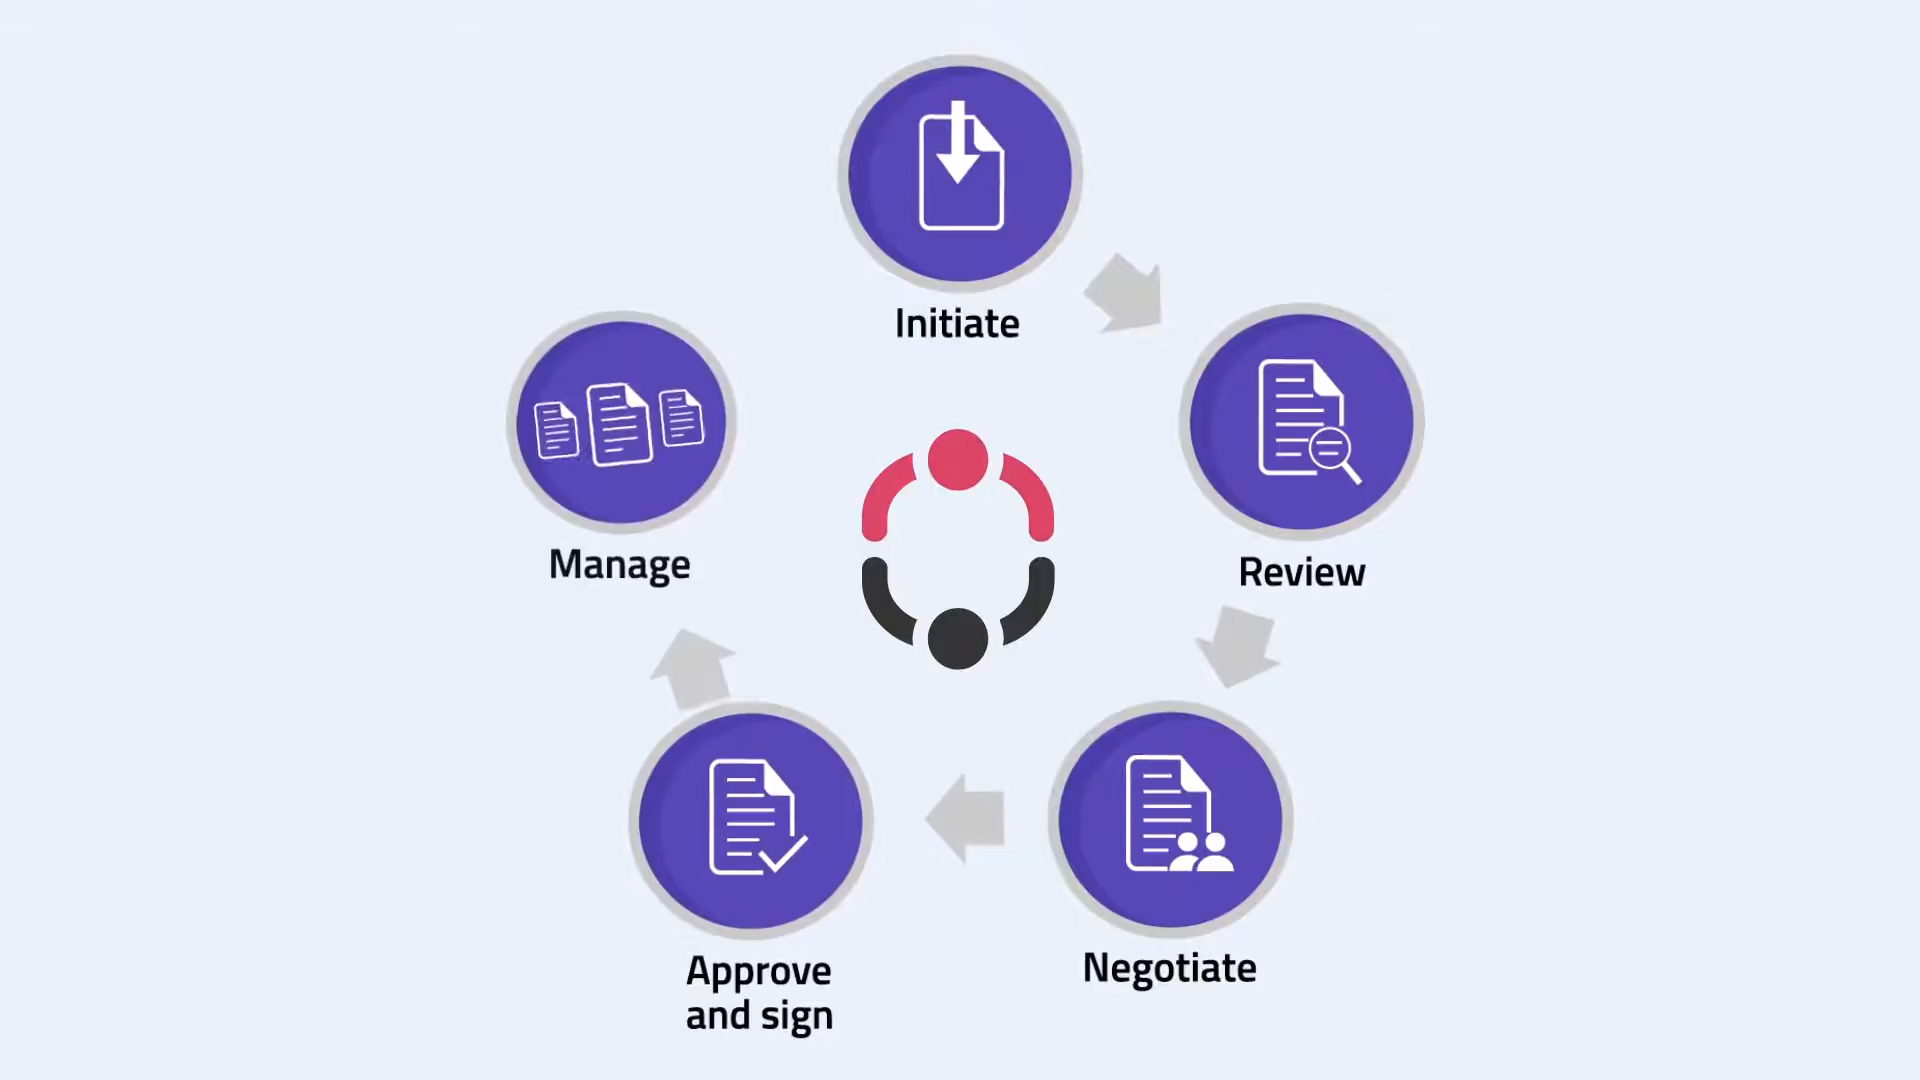 Initiate
Review
Negotiate
Approve
and sign
Manage